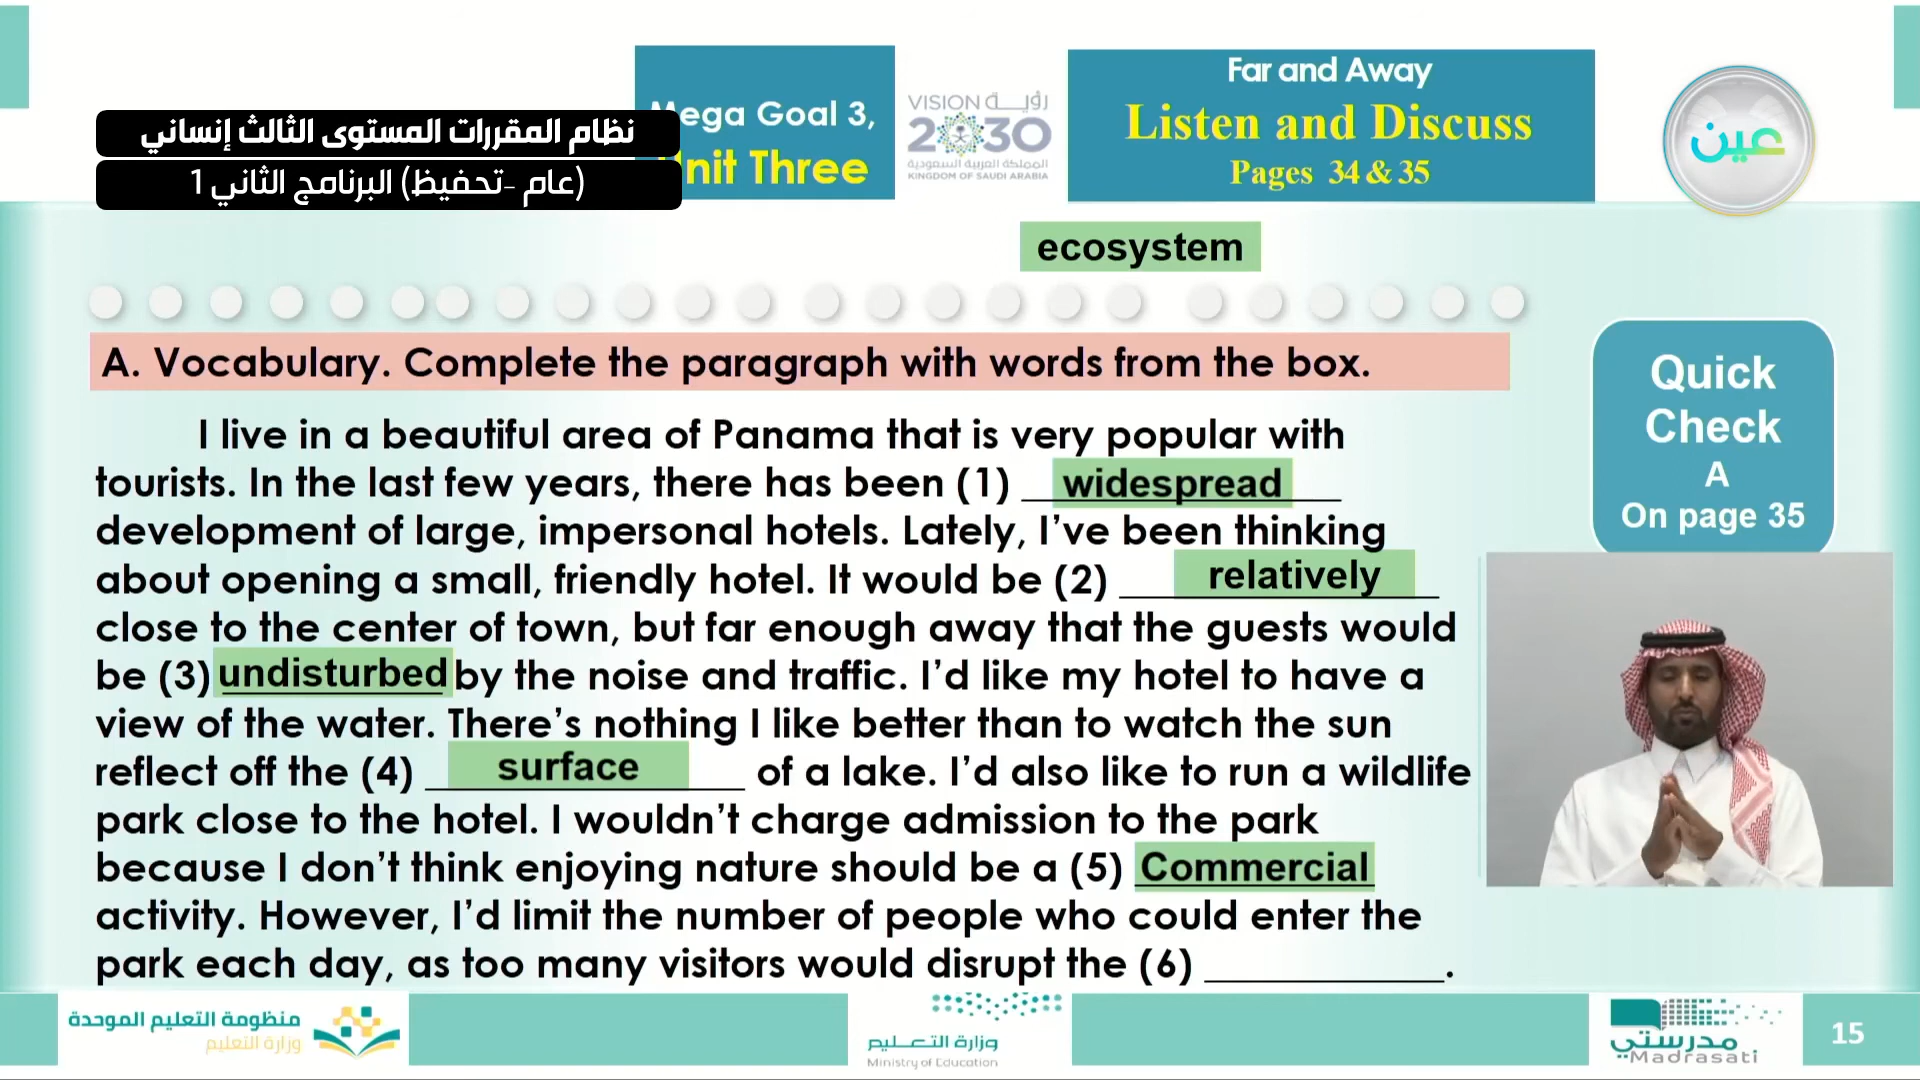 Mega Goal 3,
Unit Three
نظام المقررات المستوى الثالث إنساني
(عام -تحفيظ) البرنامج الثاني 1
VISION رؤية
2030
المملكة العربية السعودية
KINGDOM OF SAUDI ARABIA
Far and Away
Listen and Discuss
Pages 34 & 35
عين
ecosystem
A. Vocabulary. Complete the paragraph with words from the box.
I live in a beautiful area of Panama that is very popular with
tourists. In the last few years, there has been (1) widespread
development of large, impersonal hotels. Lately, I’ve been thinking
about opening a small, friendly hotel. It would be (2) relatively
close to the center of town, but far enough away that the guests would
be (3) undisturbed by the noise and traffic. I’d like my hotel to have a
view of the water. There’s nothing I like better than to watch the sun
reflect off the (4) surface of a lake. I’d also like to run a wildlife
park close to the hotel. I wouldn’t charge admission to the park
because I don’t think enjoying nature should be a (5) Commercial
activity. However, I’d limit the number of people who could enter the
park each day, as too many visitors would disrupt the (6) ____________.
Quick
Check
A
On page 35
منظومة التعليم الموحدة
وزارة التعليم
وزارة التعليم
Ministry of Education
مدرستي
Madrasati
15